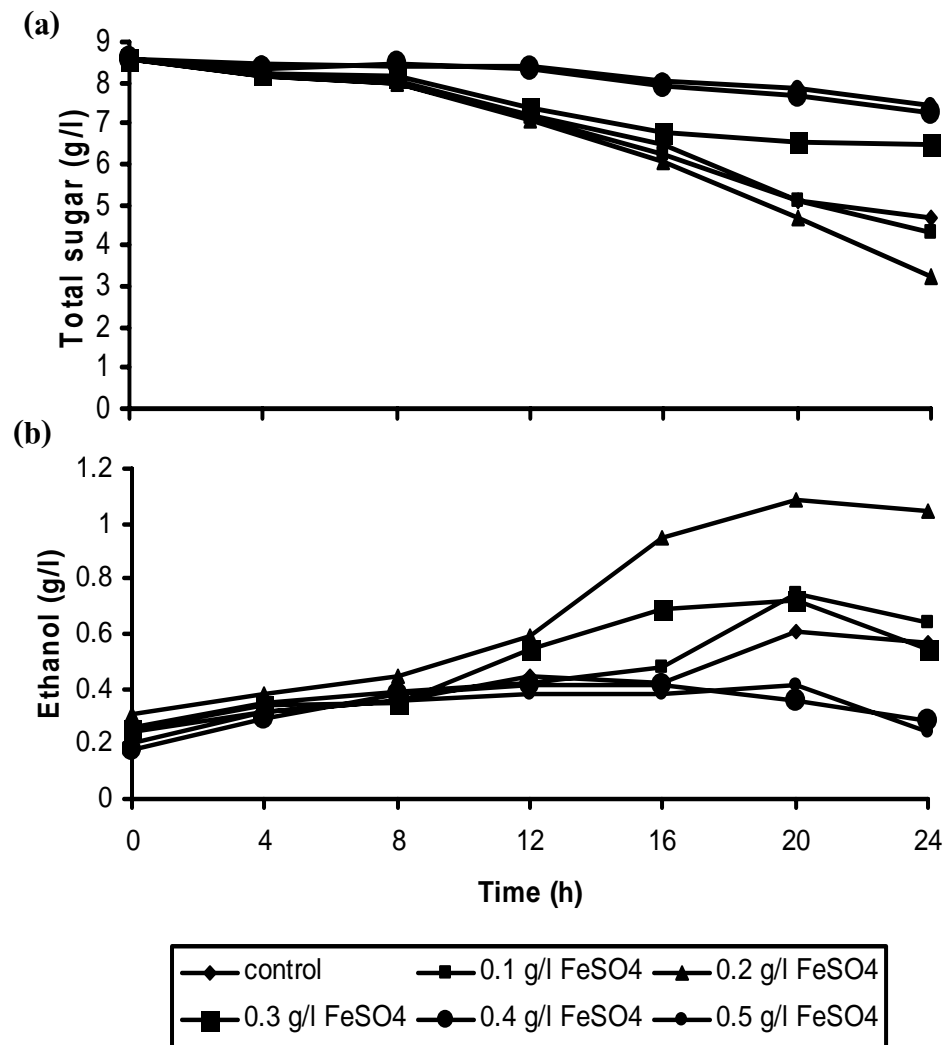 (a)
Total sugar (g/l)
9
8
7
6
5
4
3
2
1
0
(b)
Ethanol (g/l)
1.2
1
0.8
0.6
0.4
0.2
0
0 4 8 12 16 20 24
Time (h)
control 0.1 g/l FeSO4 0.2 g/l FeSO4
0.3 g/l FeSO4 0.4 g/l FeSO4 0.5 g/l FeSO4